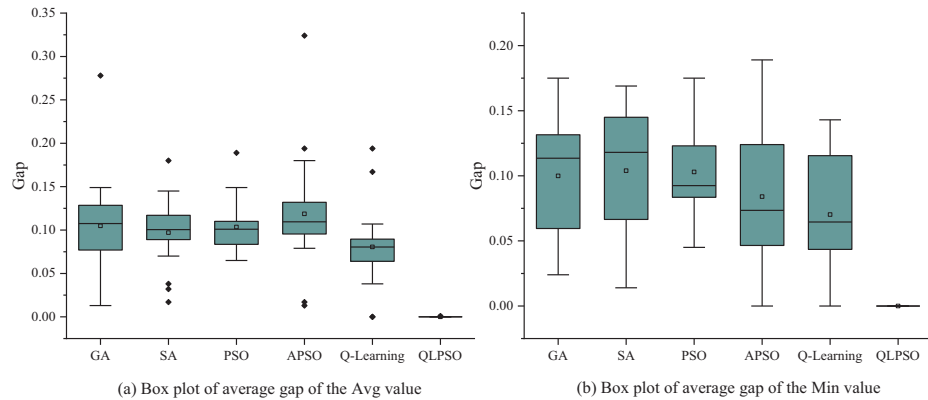 0.35
0.30
0.25
0.20
0.15
0.10
0.05
0.00
Gap
GA SA PSO APSO Q-Learning QLPSO
(a) Box plot of average gap of the Avg value
0.20
0.15
0.10
0.05
0.00
Gap
GA SA PSO APSO Q-Learning QLPSO
(b) Box plot of average gap of the Min value